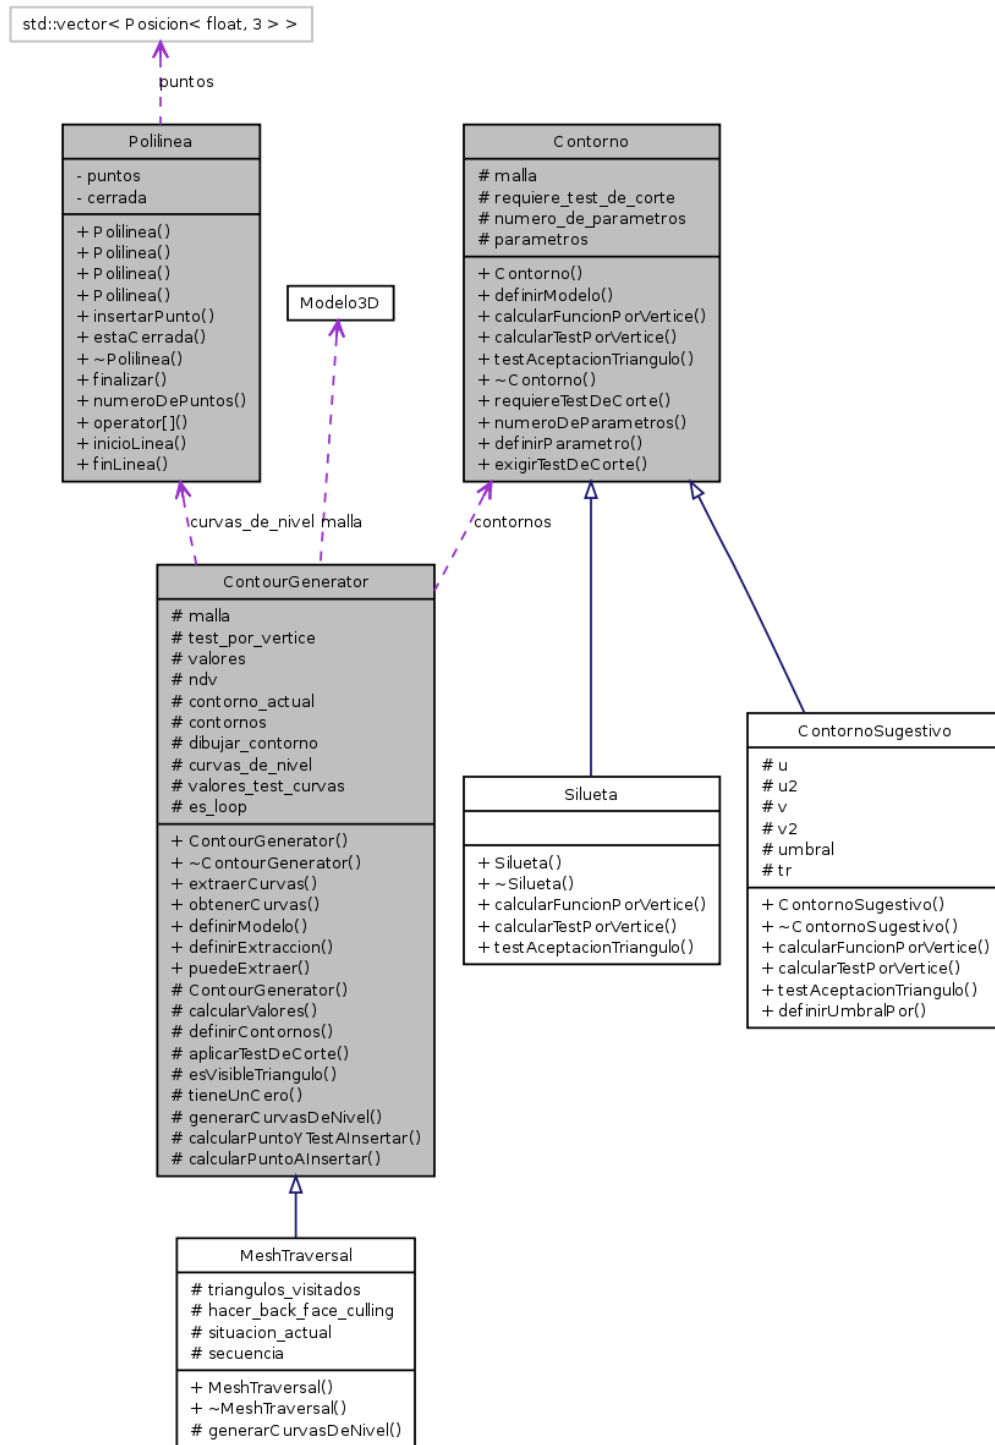 std::vector< Posicion< float, 3 > >
puntos
Polilinea
- puntos
- cerrada
+ Polilinea()
+ Polilinea()
+ Polilinea()
+ Polilinea()
+ insertarPunto()
+ estaCerrada()
+ ~Polilinea()
+ finalizar()
+ numeroDePuntos()
+ operator[]()
+ inicioLinea()
+ finLinea()
Modelo3D
Contorno
# malla
# requiere_test_de_corte
# numero_de_parametros
# parametros
+ Contorno()
+ definirModelo()
+ calcularFuncionPorVertice()
+ calcularTestPorVertice()
+ testAceptacionTriangulo()
+ ~Contorno()
+ requiereTestDeCorte()
+ numeroDeParametros()
+ definirParametro()
+ exigirTestDeCorte()
curvas_de_nivel
malla
contornos
ContourGenerator
# malla
# test_por_vertice
# valores
# ndv
# contorno_actual
# contornos
# dibujar_contorno
# curvas_de_nivel
# valores_test_curvas
# es_loop
+ ContourGenerator()
+ ~ContourGenerator()
+ extraerCurvas()
+ obtenerCurvas()
+ definirModelo()
+ definirExtraccion()
+ puedeExtraer()
# ContourGenerator()
# calcularValores()
# definirContornos()
# aplicarTestDeCorte()
# esVisibleTriangulo()
# tieneUnCero()
# generarCurvasDeNivel()
# calcularPuntoYTestAInsertar()
# calcularPuntoAInsertar()
Silueta
+ Silueta()
+ ~Silueta()
+ calcularFuncionPorVertice()
+ calcularTestPorVertice()
+ testAceptacionTriangulo()
ContornoSugestivo
# u
# u2
# v
# v2
# umbral
# tr
+ ContornoSugestivo()
+ ~ContornoSugestivo()
+ calcularFuncionPorVertice()
+ calcularTestPorVertice()
+ testAceptacionTriangulo()
+ definirUmbralPor()
MeshTraversal
# triangulos_visitados
# hacer_back_face_culling
# situacion_actual
# secuencia
+ MeshTraversal()
+ ~MeshTraversal()
# generarCurvasDeNivel()